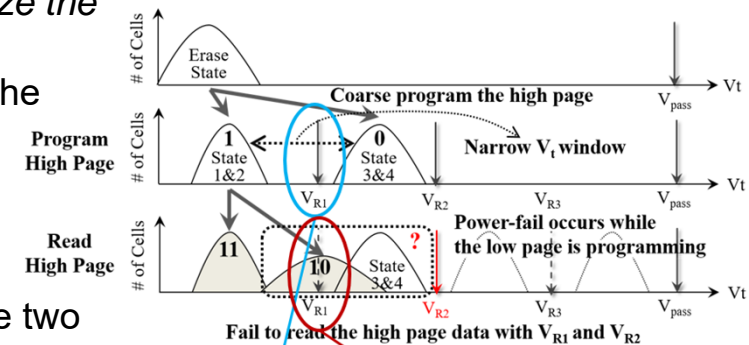 ze the
he
e two
# of Cells
Erase
State
Vpass
Vt
Coarse program the high page
Program
High Page
# of Cells
1
State
1&2
0
State
3&4
Narrow Vt window
VR1
VR2
VR3
Vpass
Vt
Read
High Page
# of Cells
11
10
?
State
3&4
Power-fail occurs while
the low page is programming
VR1
VR2
VR3
Vpass
Vt
Fail to read the high page data with VR1 and VR2